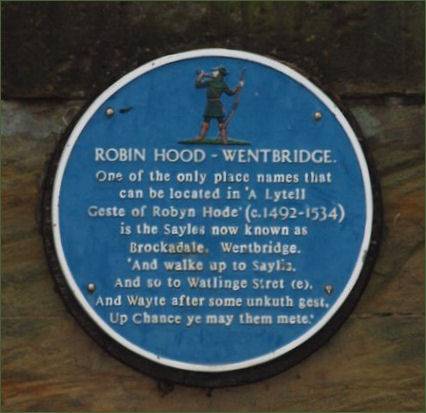 ROBIN HOOD - WENTBRIDGE.
One of the only place names that
can be located in 'A Lytell
Geste of Robyn Hode' (c.1492-1534)
is the Sayles now known as
Brockadale, Wentbridge.
'And walke up to Saylis.
And so to Watlinge Stret (e).
And Wayte after some unkuth gest,
Up Chance ye may them mete.'